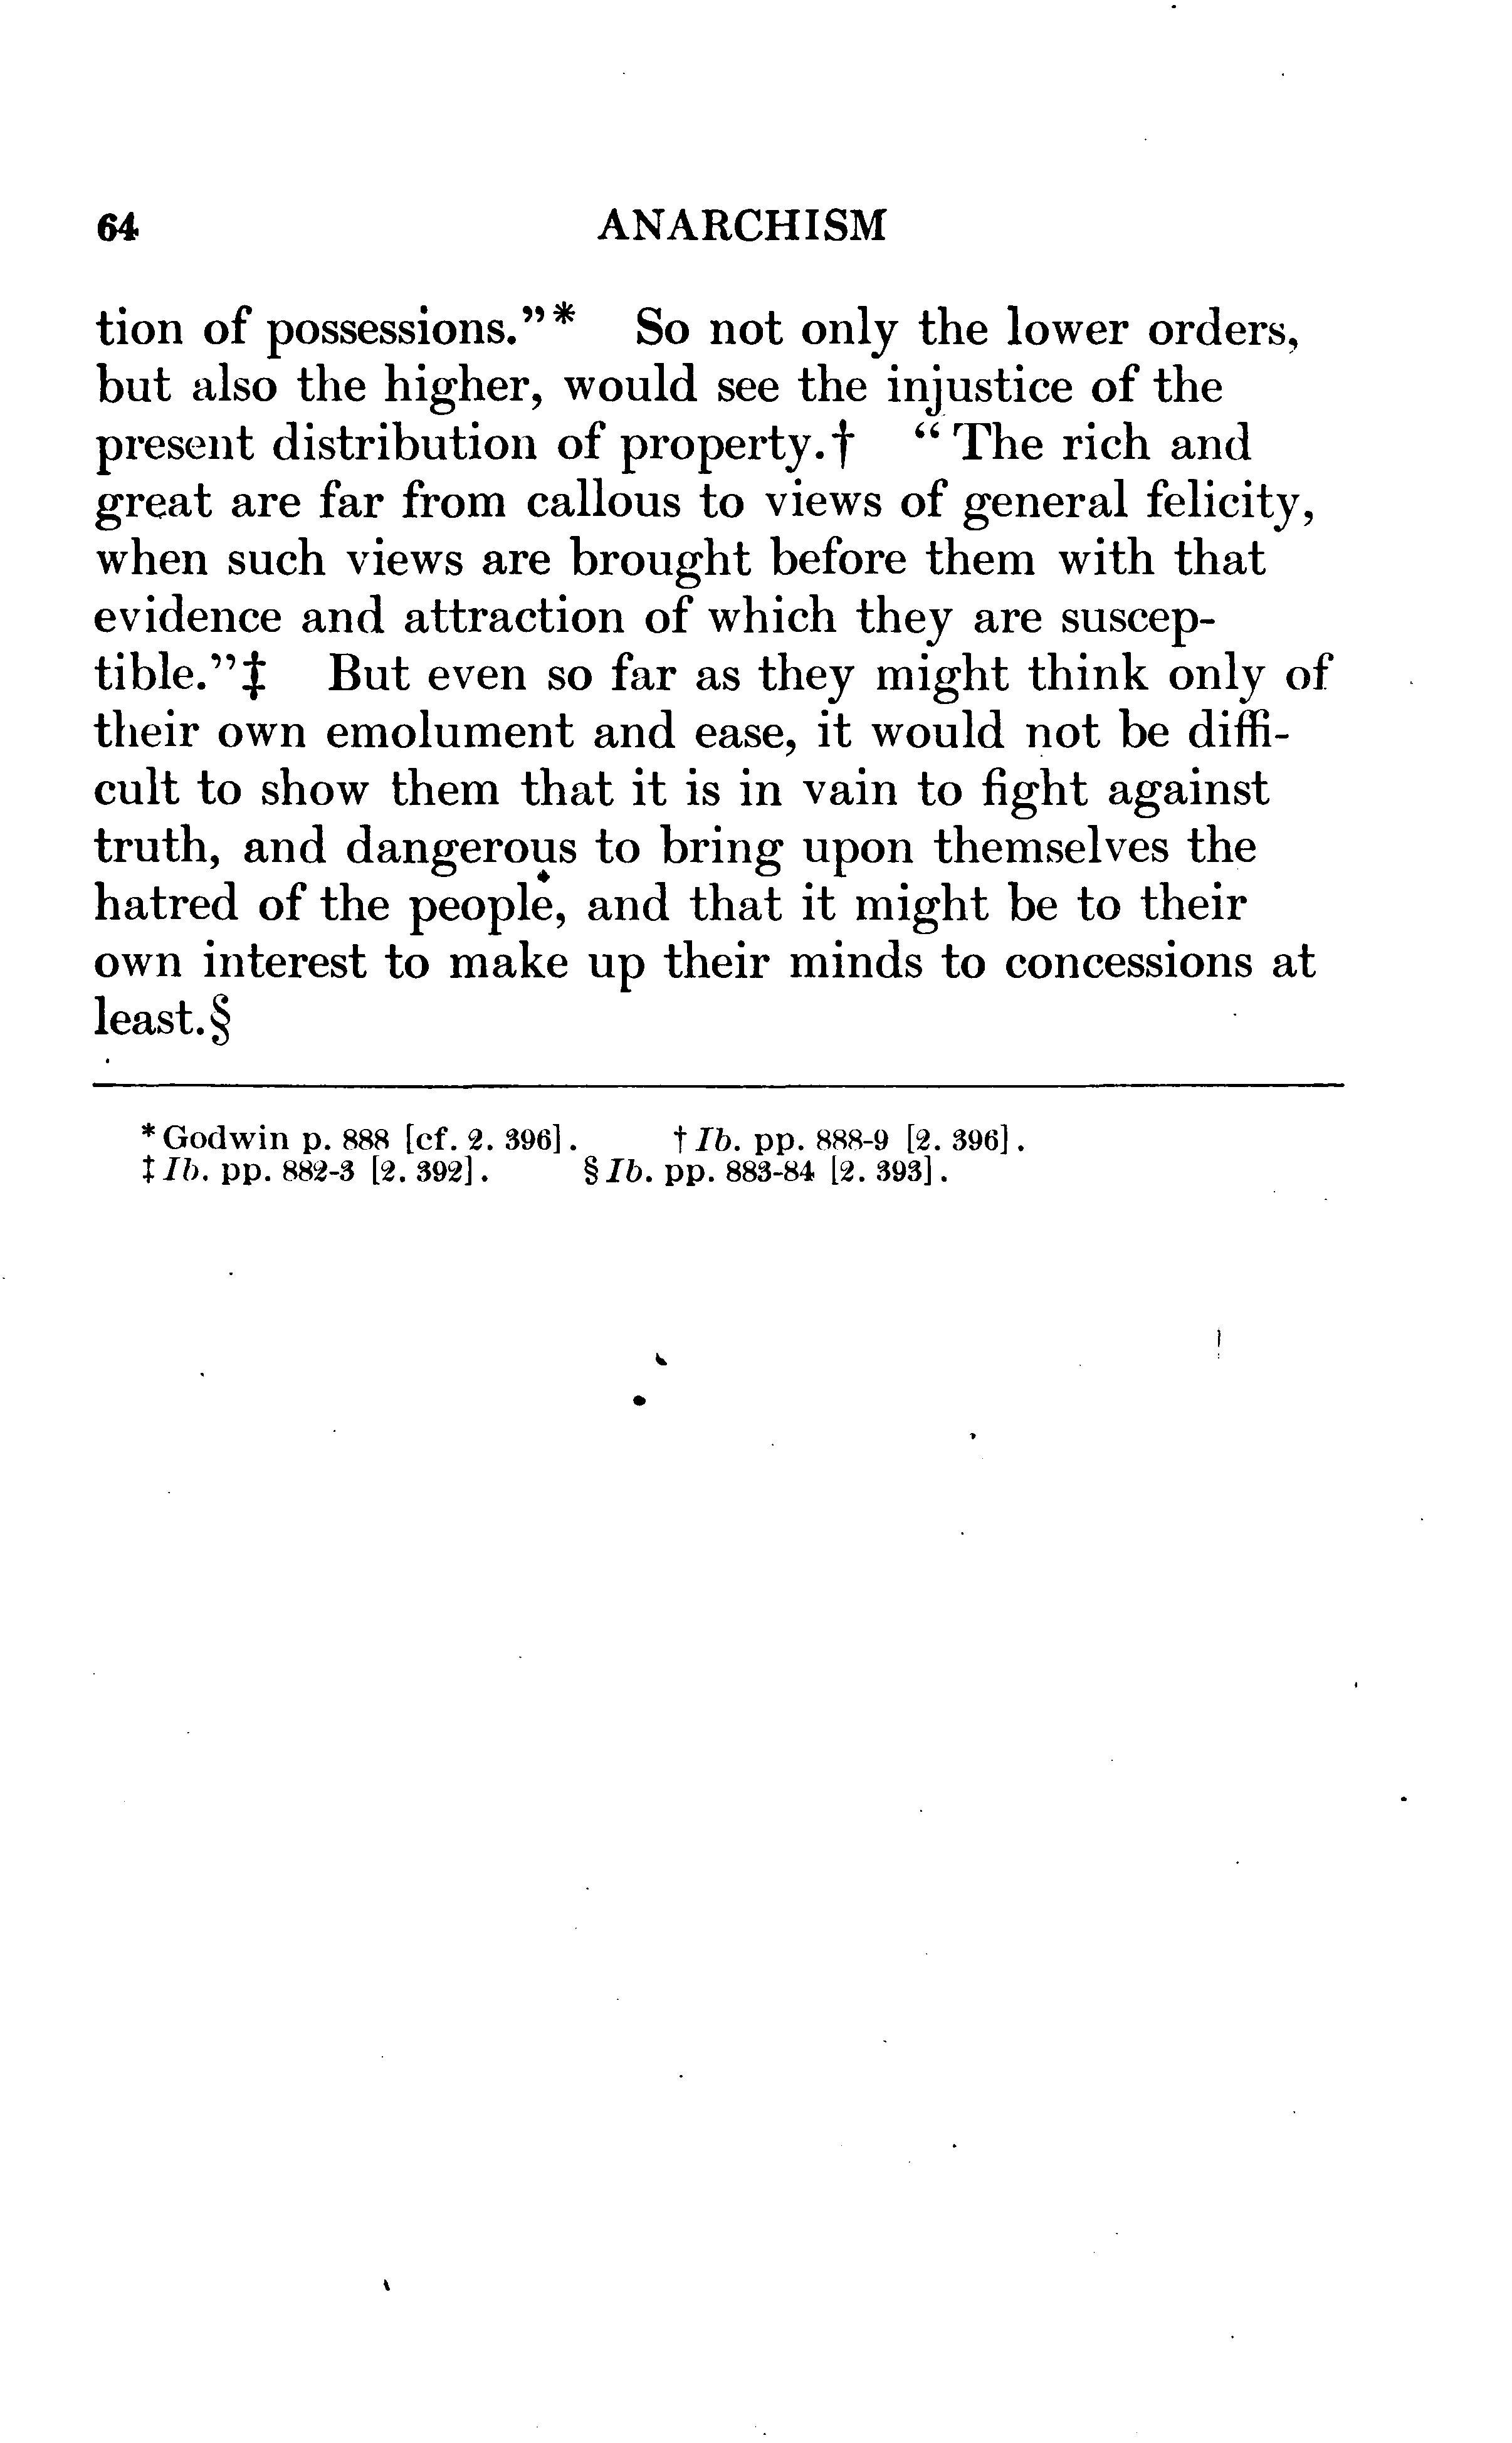 64 ANARCHISM
tion of possessions."* So not only the lower orders,
but also the higher, would see the injustice of the
present distribution of property.† "The rich and
great are far from callous to views of general felicity,
when such views are brought before them with that
evidence and attraction of which they are suscep-
tible."‡ But even so far as they might think only of
their own emolument and ease, it would not be diffi-
cult to show them that it is in vain to fight against
truth, and dangerous to bring upon themselves the
hatred of the people, and that it might be to their
own interest to make up their minds to concessions at
least.§
* Godwin p. 888 [cf. 2. 396]. † Ib. pp. 888-9 [2. 396].
‡ Ib. pp. 882-3 [2. 392]. § Ib. pp. 883-84 [2. 393].